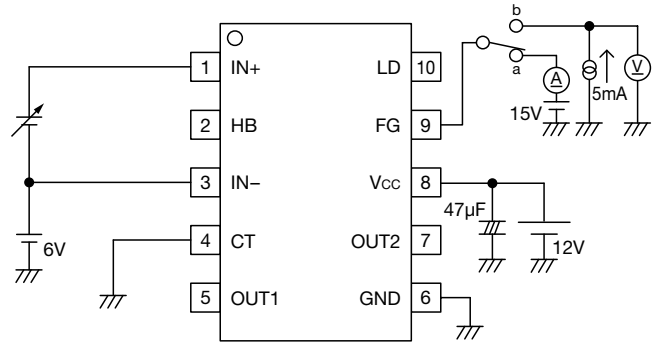 b
1 IN+
LD 10
a
A
V
5mA
15V
2 HB
FG 9
3 IN−
VCC 8
47µF
6V
4 CT
OUT2 7
12V
5 OUT1
GND 6